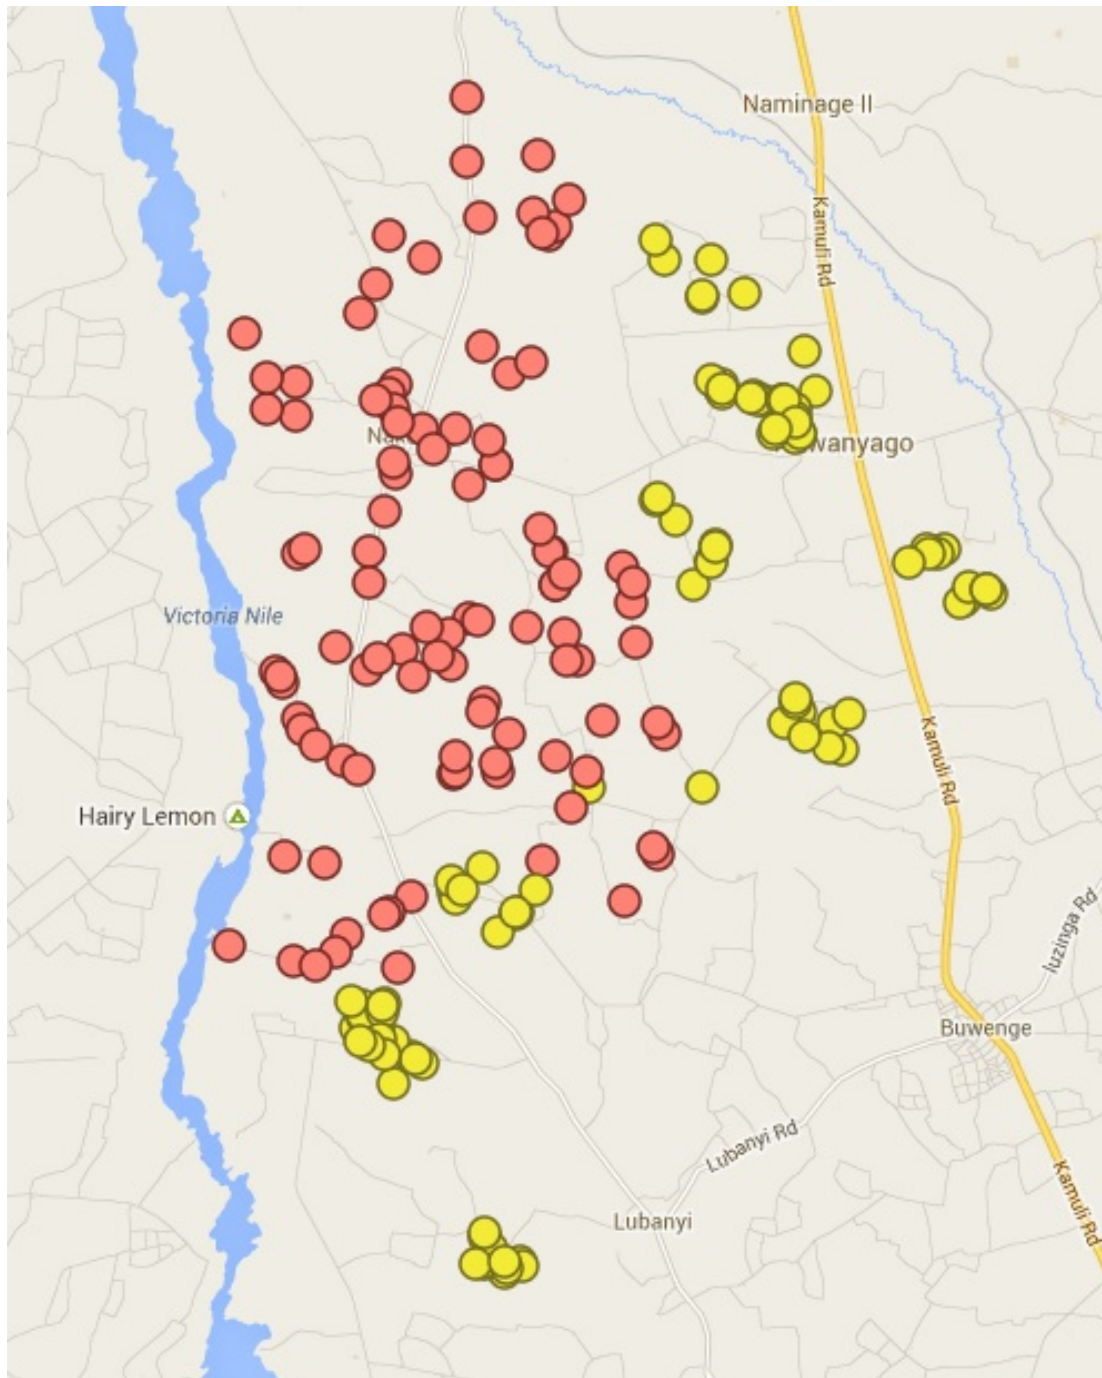 Naminage II
Kamuli Rd
wanyago
Victoria Nile
Kamuli Rd
Hairy Lemon
Iuzinga Rd
Buwenge
Lubanyi Rd
Kamuli Rd
Lubanyi